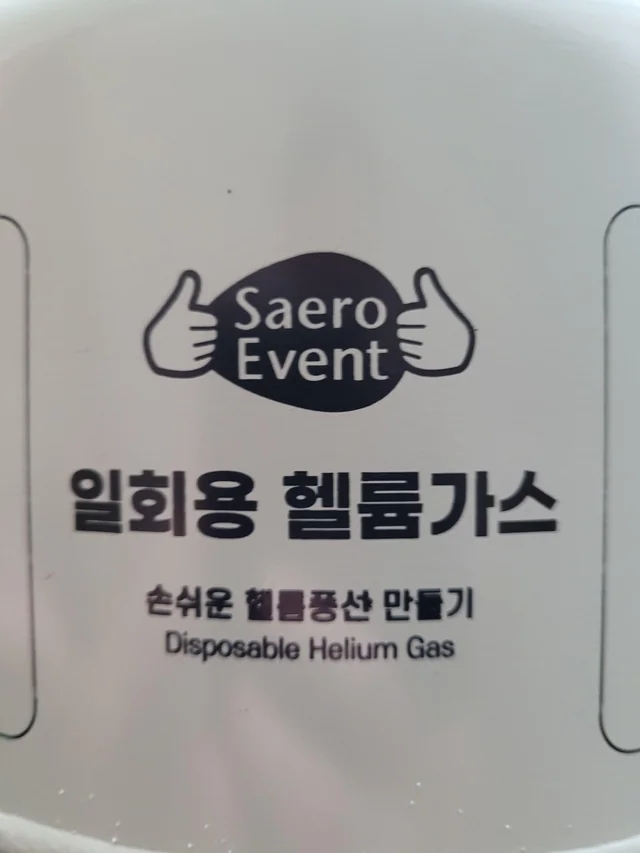 Saero
Event
일회용 헬륨가스
손쉬운 헬륨풍선 만들기
Disposable Helium Gas